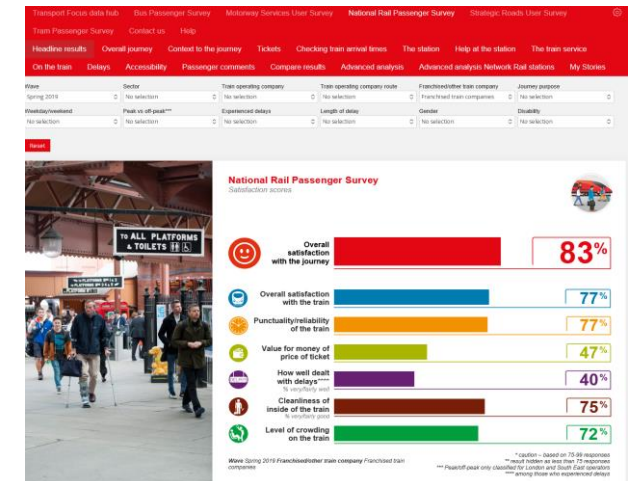 Transport Focus data hub Bus Passenger Survey Motorway Services User Survey National Rail Passenger Survey Strategic Roads User Survey
Tram Passenger Survey Contact us Help
Headline results Overall journey Context to the journey Tickets Checking train arrival times The station Help at the station The train service
On the train Delays Accessibility Passenger comments Compare results Advanced analysis Advanced analysis Network Rail stations My Stories
Wave Sector Train operating company Train operating company route Franchised/other train company Journey purpose
Spring 2019 No selection No selection No selection Franchised train companies No selection
Weekday/weekend Peak vs off-peak*** Experienced delays Length of delay Gender Disability
No selection No selection No selection No selection No selection No selection
Reset
National Rail Passenger Survey
Satisfaction scores
TO ALL PLATFORMS
& TOILETS
Overall
satisfaction
with the journey
83%
Overall satisfaction
with the train
77%
Punctuality/reliability
of the train
77%
Value for money of
price of ticket
47%
How well dealt
with delays****
% very/fairly well
40%
Cleanliness of
inside of the train
% very/fairly good
75%
Level of crowding
on the train
72%
Wave Spring 2019 Franchised/other train company Franchised train
companies
* caution – based on 75-99 responses
** result hidden as less than 75 responses
*** Peak/off-peak only classified for London and South East operators
**** among those who experienced delays